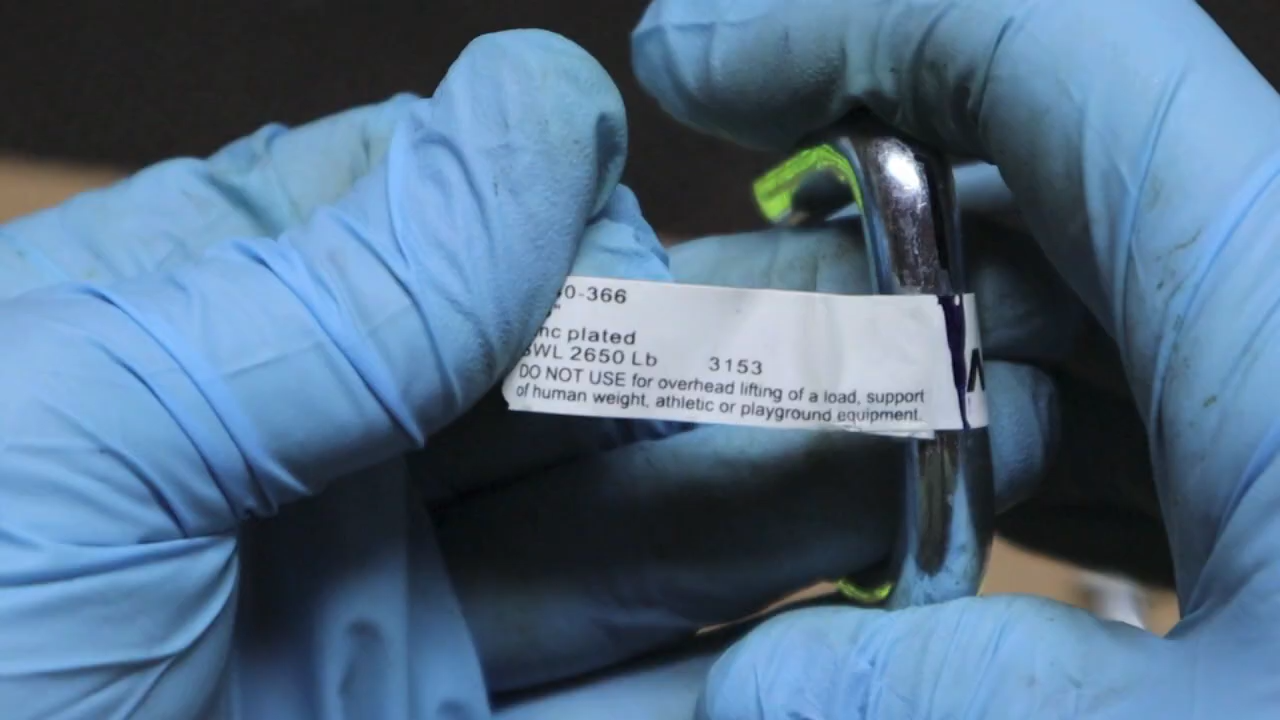 0-366
nc plated
SWL 2650 Lb 3153
DO NOT USE for overhead lifting of a load, support
of human weight, athletic or playground equipment.